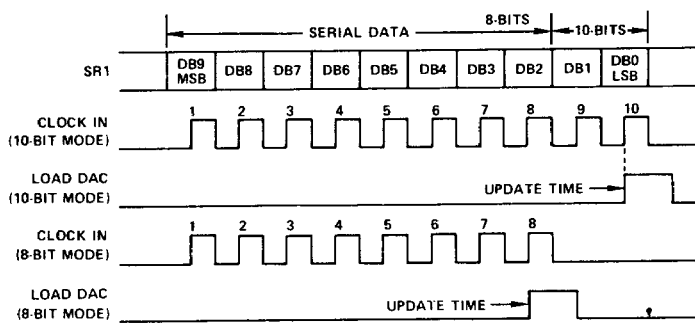 SERIAL DATA 8-BITS 10-BITS
SR1 DB9 MSB DB8 DB7 DB6 DB5 DB4 DB3 DB2 DB1 DB0 LSB
1 2 3 4 5 6 7 8 9 10
CLOCK IN
(10-BIT MODE)
LOAD DAC
(10-BIT MODE) UPDATE TIME
1 2 3 4 5 6 7 8
CLOCK IN
(8-BIT MODE)
LOAD DAC
(8-BIT MODE) UPDATE TIME